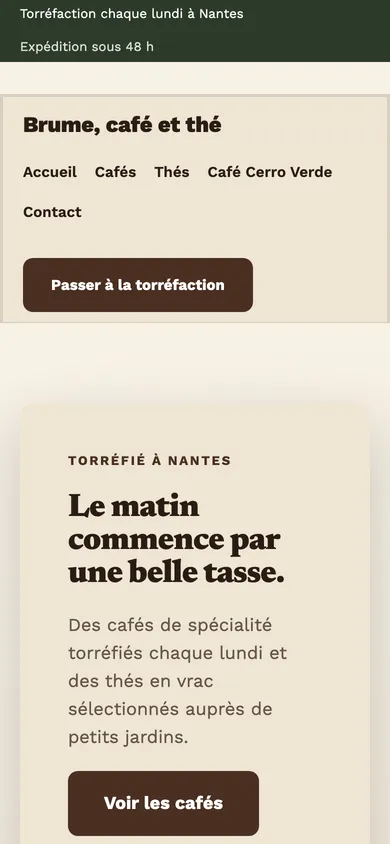 Torréfaction chaque lundi à Nantes
Expédition sous 48 h
Brume, café et thé
Accueil Cafés Thés Café Cerro Verde
Contact
Passer à la torréfaction
TORRÉFIÉ À NANTES
Le matin
commence par
une belle tasse.
Des cafés de spécialité
torréfiés chaque lundi et
des thés en vrac
sélectionnés auprès de
petits jardins.
Voir les cafés